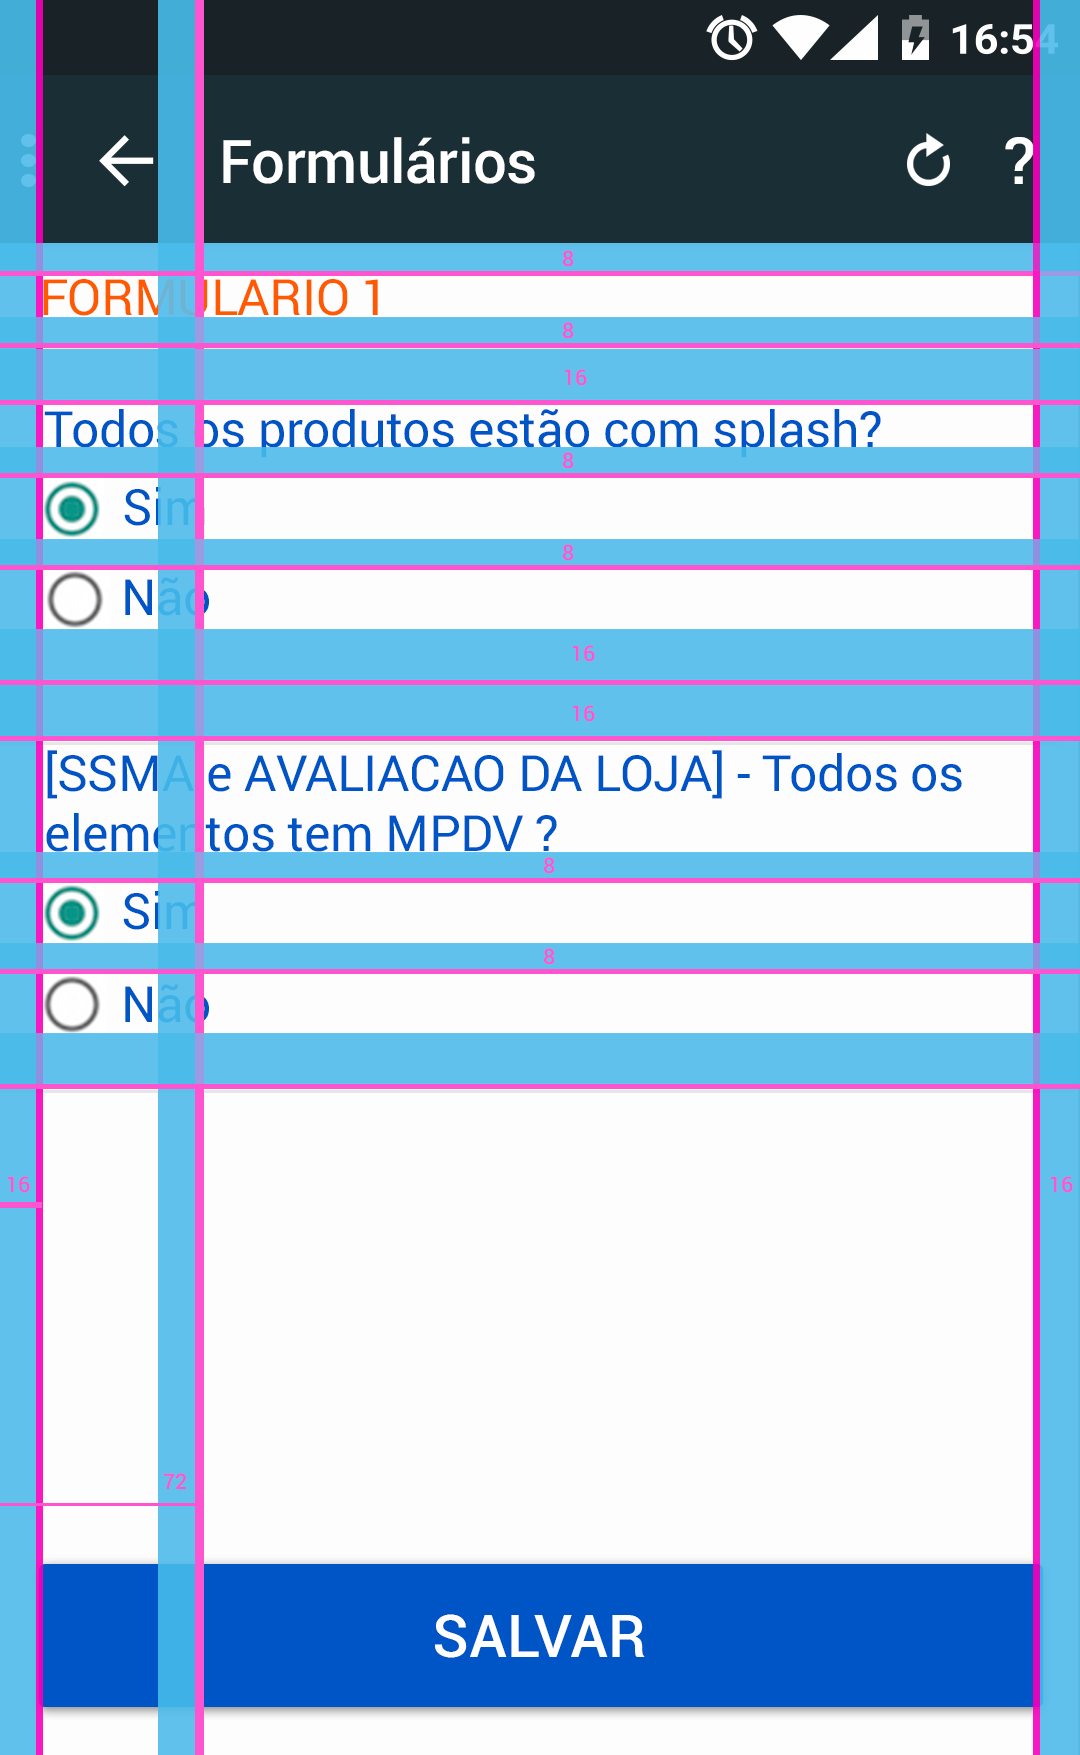 16:54
Formulários
?
8
FORMULARIO 1
8
16
Todos os produtos estão com splash?
8
Sim
8
Não
16
16
[SSMA e AVALIACAO DA LOJA] - Todos os
elementos tem MPDV ?
8
Sim
8
Não
16 16
72
SALVAR